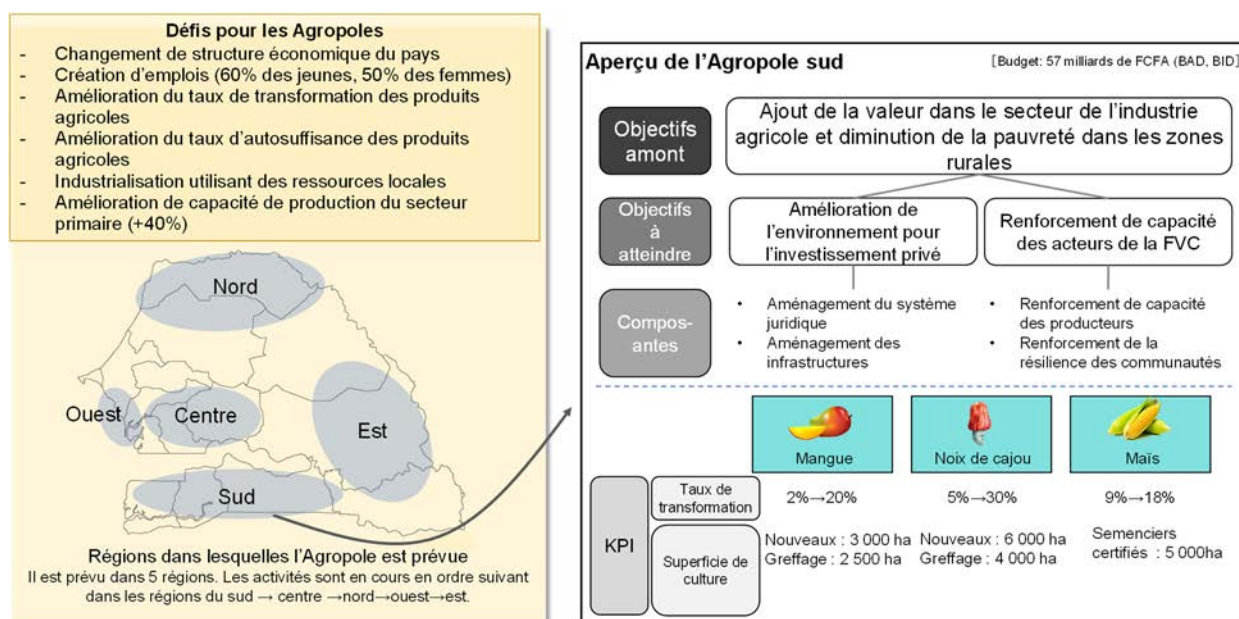 Défis pour les Agropoles
- Changement de structure économique du pays
- Création d'emplois (60% des jeunes, 50% des femmes)
- Amélioration du taux de transformation des produits
agricoles
- Amélioration du taux d'autosuffisance des produits
agricoles
- Industrialisation utilisant des ressources locales
- Amélioration de capacité de production du secteur
primaire (+40%)
Nord
Ouest
Centre
Est
Sud
Régions dans lesquelles l'Agropole est prévue
Il est prévu dans 5 régions. Les activités sont en cours en ordre suivant
dans les régions du sud → centre →nord→ouest→est.
Aperçu de l'Agropole sud
[Budget: 57 milliards de FCFA (BAD, BID]
Objectifs
amont
Ajout de la valeur dans le secteur de l'industrie
agricole et diminution de la pauvreté dans les zones
rurales
Objectifs
à
atteindre
Amélioration de
l'environnement pour
l'investissement privé
Renforcement de capacité
des acteurs de la FVC
Compos-
antes
• Aménagement du système
juridique
• Aménagement des
infrastructures
• Renforcement de capacité
des producteurs
• Renforcement de la
résilience des communautés
Mangue
Noix de cajou
Maïs
KPI
Taux de
transformation
2%→20%
5%→30%
9%→18%
Superficie de
culture
Nouveaux : 3 000 ha
Greffage : 2 500 ha
Nouveaux : 6 000 ha
Greffage : 4 000 ha
Semenciers
certifiés : 5 000ha